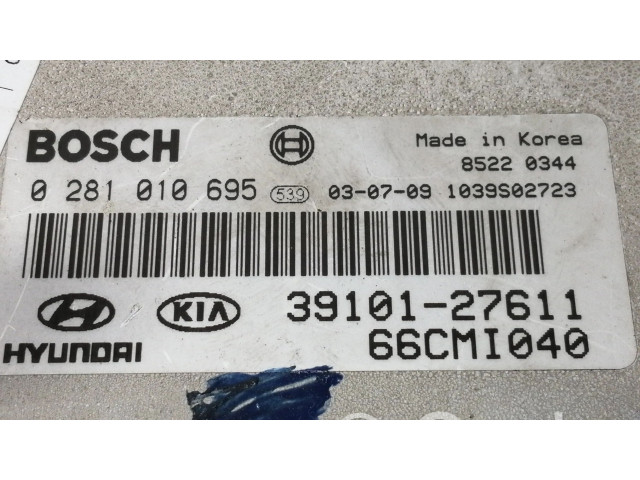 BOSCH
Made in Korea
8522 0344
0 281 010 695 539 03-07-09 1039S02723
HYUNDAI
KIA
39101-27611
66CMI040